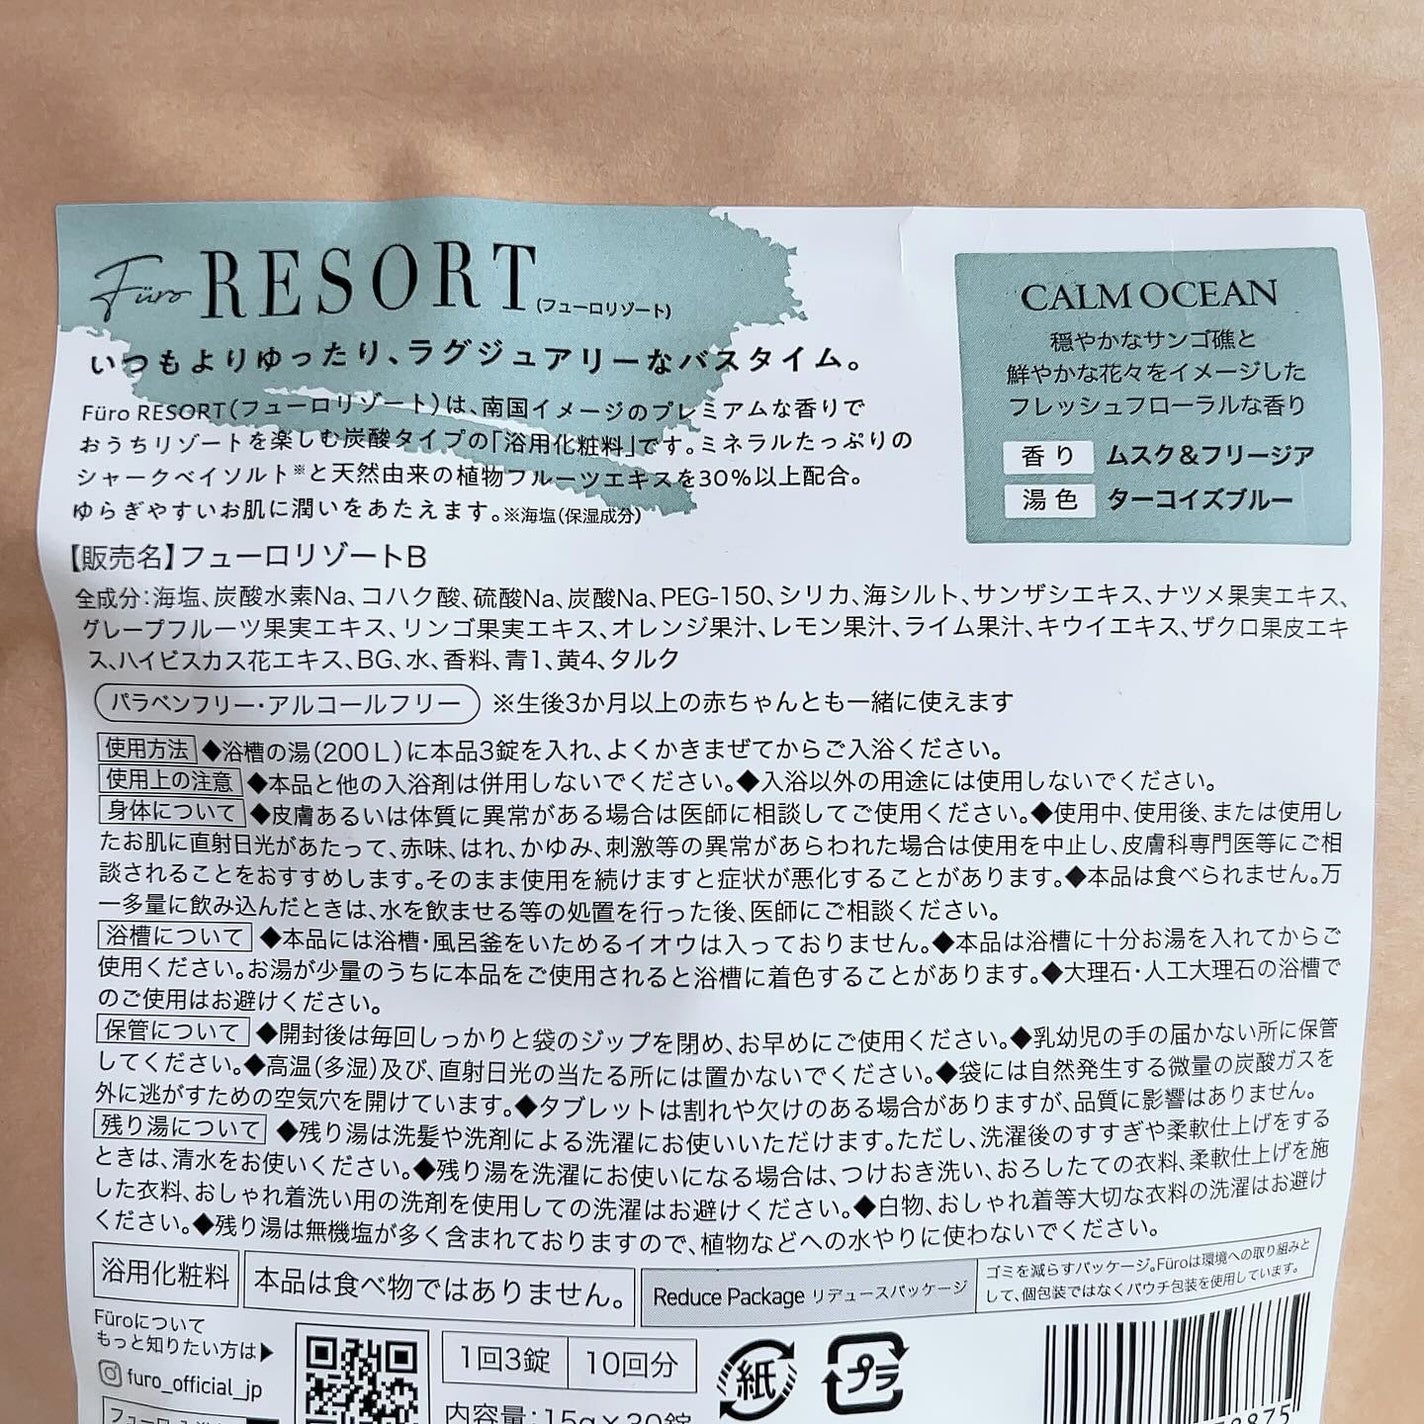 Füro RESORT(フューロリゾート)
いつもよりゆったり、ラグジュアリーなバスタイム。
Füro RESORT(フューロリゾート)は、南国イメージのプレミアムな香りで
おうちリゾートを楽しむ炭酸タイプの「浴用化粧料」です。ミネラルたっぷりの
シャークベイソルト※と天然由来の植物フルーツエキスを30%以上配合。
ゆらぎやすいお肌に潤いをあたえます。※海塩(保湿成分)
CALM OCEAN
穏やかなサンゴ礁と
鮮やかな花々をイメージした
フレッシュフローラルな香り
香り ムスク&フリージア
湯色 ターコイズブルー
【販売名】フューロリゾートB
全成分:海塩、炭酸水素Na、コハク酸、硫酸Na、炭酸Na、PEG-150、シリカ、海シルト、サンザシエキス、ナツメ果実エキス、
グレープフルーツ果実エキス、リンゴ果実エキス、オレンジ果汁、レモン果汁、ライム果汁、キウイエキス、ザクロ果皮エキ
ス、ハイビスカス花エキス、BG、水、香料、青1、黄4、タルク
パラベンフリー・アルコールフリー ※生後3か月以上の赤ちゃんとも一緒に使えます
使用方法 ◆浴槽の湯(200L)に本品3錠を入れ、よくかきまぜてからご入浴ください。
使用上の注意 ◆本品と他の入浴剤は併用しないでください。◆入浴以外の用途には使用しないでください。
身体について ◆皮膚あるいは体質に異常がある場合は医師に相談してご使用ください。◆使用中、使用後、または使用し
たお肌に直射日光があたって、赤味、はれ、かゆみ、刺激等の異常があらわれた場合は使用を中止し、皮膚科専門医等にご相
談されることをおすすめします。そのまま使用を続けますと症状が悪化することがあります。◆本品は食べられません。万
一多量に飲み込んだときは、水を飲ませる等の処置を行った後、医師にご相談ください。
浴槽について ◆本品には浴槽・風呂釜をいためるイオウは入っておりません。◆本品は浴槽に十分お湯を入れてからご
使用ください。お湯が少量のうちに本品をご使用されると浴槽に着色することがあります。◆大理石・人工大理石の浴槽で
のご使用はお避けください。
保管について ◆開封後は毎回しっかりと袋のジップを閉め、お早めにご使用ください。◆乳幼児の手の届かない所に保管
してください。◆高温(多湿)及び、直射日光の当たる所には置かないでください。◆袋には自然発生する微量の炭酸ガスを
外に逃がすための空気穴を開けています。◆タブレットは割れや欠けのある場合がありますが、品質に影響はありません。
残り湯について ◆残り湯は洗髪や洗剤による洗濯にお使いいただけます。ただし、洗濯後のすすぎや柔軟仕上げをする
ときは、清水をお使いください。◆残り湯を洗濯にお使いになる場合は、つけおき洗い、おろしたての衣料、柔軟仕上げを施
した衣料、おしゃれ着洗い用の洗剤を使用しての洗濯はお避けください。◆白物、おしゃれ着等大切な衣料の洗濯はお避け
ください。◆残り湯は無機塩が多く含まれておりますので、植物などへの水やりに使わないでください。
浴用化粧料 本品は食べ物ではありません。 Reduce Package リデュースパッケージ
ゴミを減らすパッケージ。Füroは環境への取り組みと
して、個包装ではなくパウチ包装を使用しています。
Füroについて
もっと知りたい方は▶
furo_official_jp
1回3錠 10回分
内容量:15g×30錠
紙
プラ